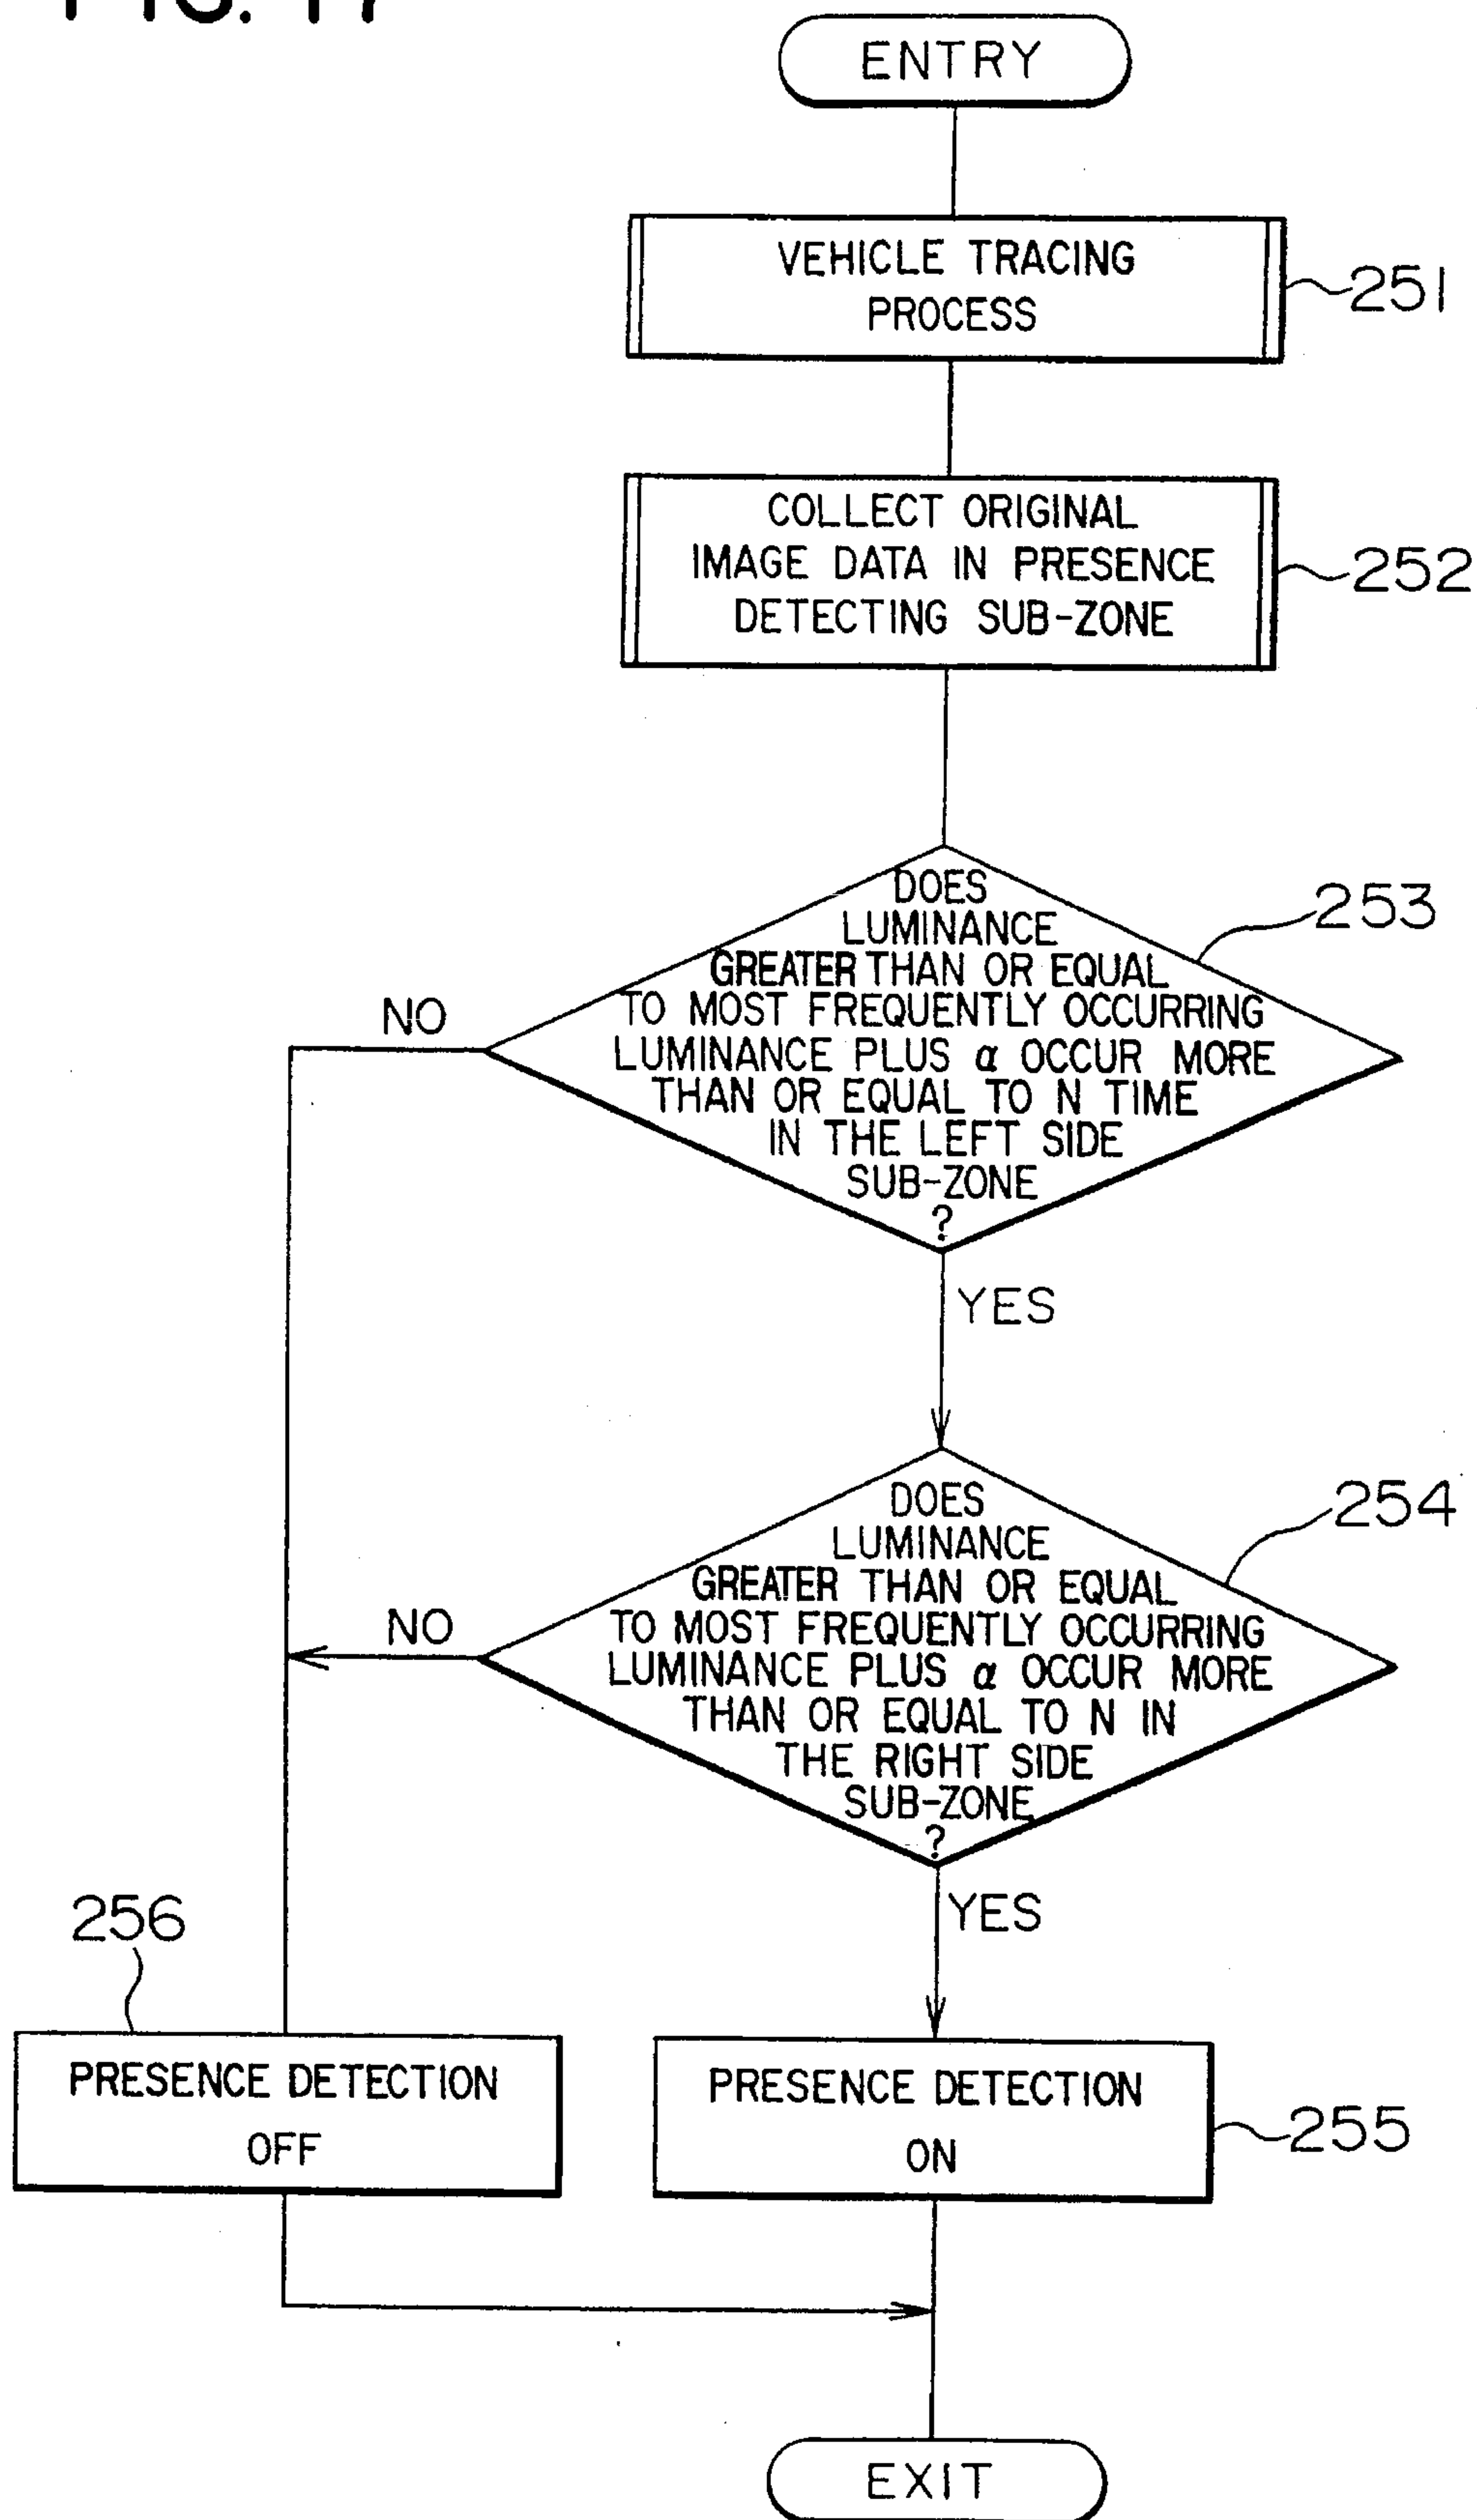 FIG. 17
ENTRY
VEHICLE TRACING
PROCESS
251
COLLECT ORIGINAL
IMAGE DATA IN PRESENCE
DETECTING SUB-ZONE
252
DOES
LUMINANCE
GREATER THAN OR EQUAL
TO MOST FREQUENTLY OCCURRING
LUMINANCE PLUS α OCCUR MORE
THAN OR EQUAL TO N TIME
IN THE LEFT SIDE
SUB-ZONE
?
253
NO
YES
DOES
LUMINANCE
GREATER THAN OR EQUAL
TO MOST FREQUENTLY OCCURRING
LUMINANCE PLUS α OCCUR MORE
THAN OR EQUAL TO N IN
THE RIGHT SIDE
SUB-ZONE
?
254
NO
YES
256
PRESENCE DETECTION
OFF
PRESENCE DETECTION
ON
255
EXIT